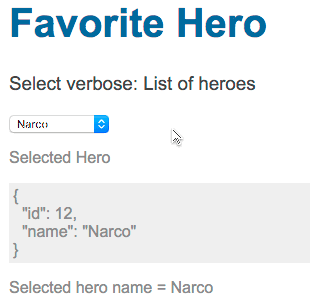 Favorite Hero
Select verbose: List of heroes
Narco
Selected Hero
{
  "id": 12,
  "name": "Narco"
}
Selected hero name = Narco